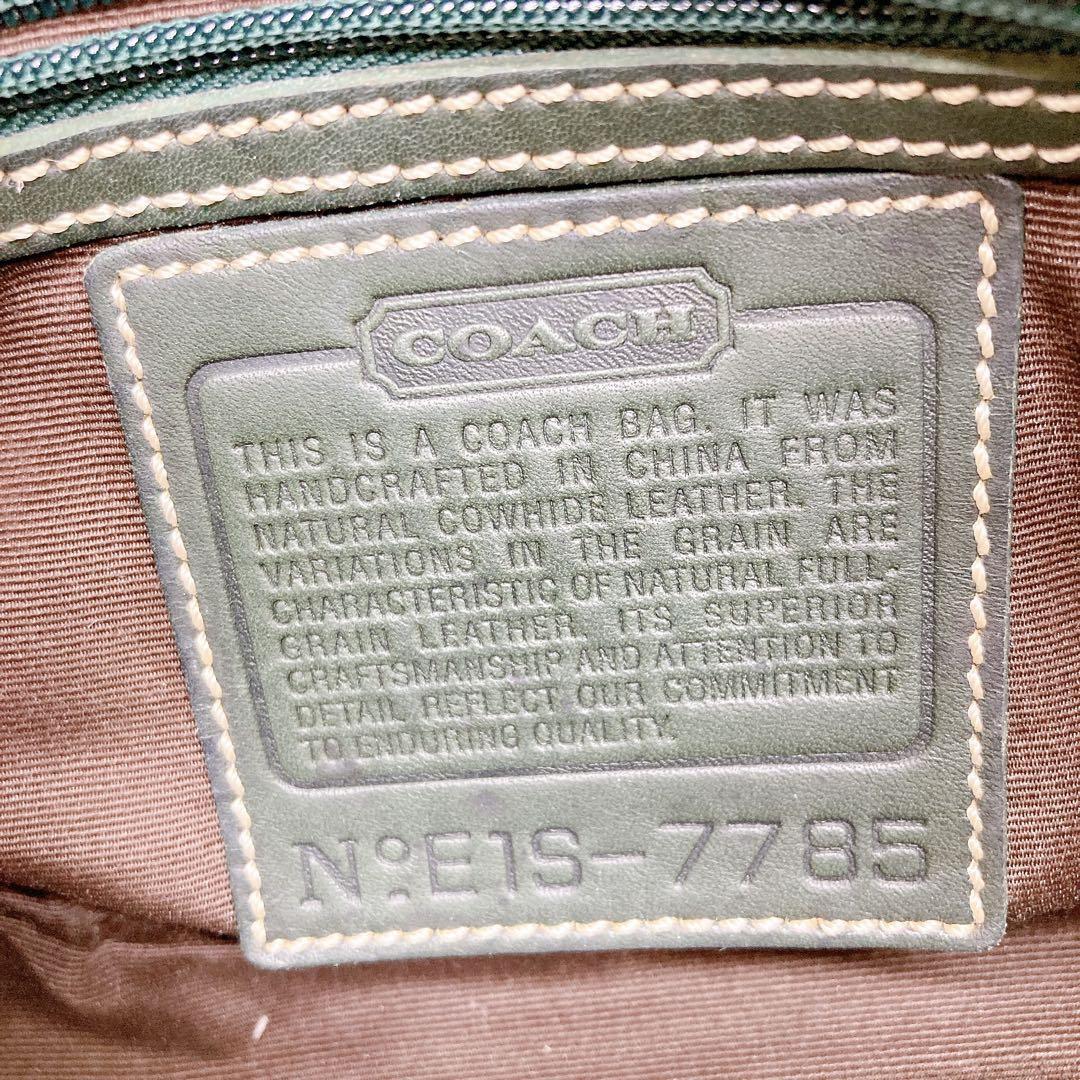 COACH
THIS IS A COACH BAG. IT WAS
HANDCRAFTED IN CHINA FROM
NATURAL COWHIDE LEATHER. THE
VARIATIONS IN THE GRAIN ARE
CHARACTERISTIC OF NATURAL FULL-
GRAIN LEATHER. ITS SUPERIOR
CRAFTSMANSHIP AND ATTENTION TO
DETAIL REFLECT OUR COMMITMENT
TO ENDURING QUALITY.
Nº.E1S-7785